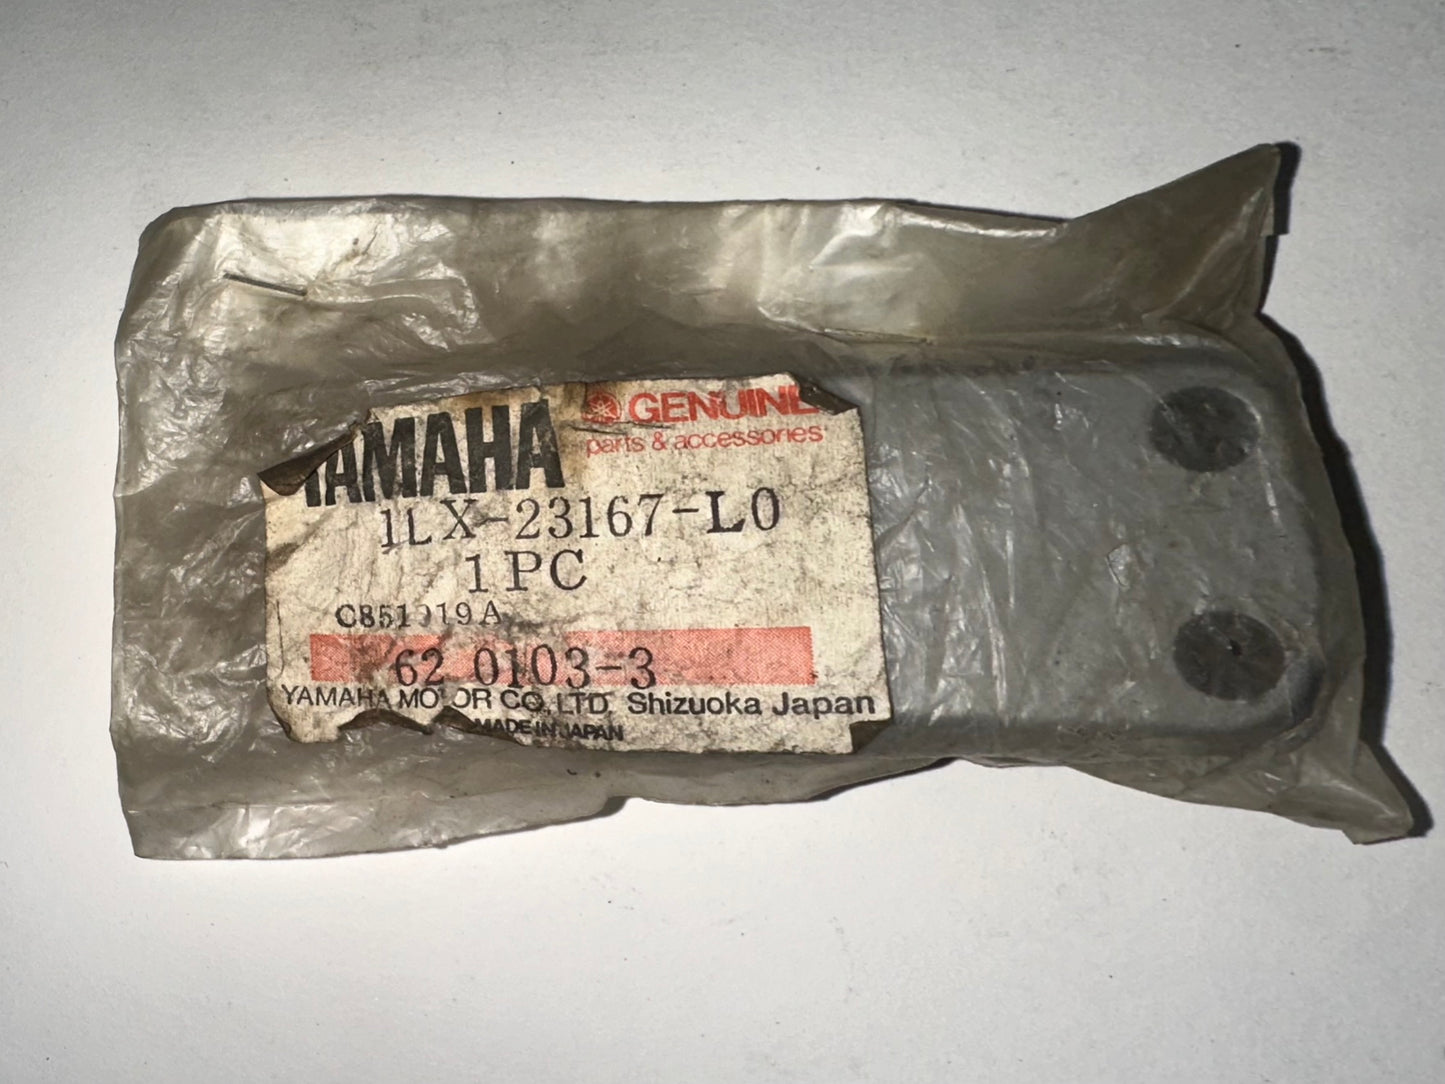 YAMAHA GENUINE
parts & accessories
1LX-23167-L0
1PC
62 0103-3
YAMAHA MOTOR CO., LTD. Shizuoka Japan
MADE IN JAPAN